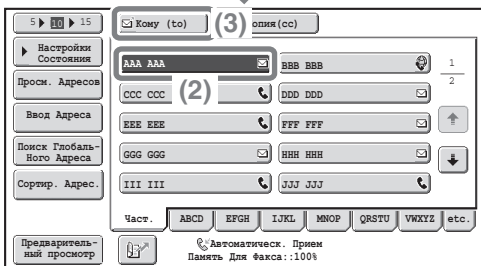 5 10 15
Кому (to)
(3)
опия(cc)
Настройки
Состояния
Просм. Адресов
Ввод Адреса
Поиск Глобаль-
Ного Адреса
Сортир. Адрес.
AAA AAA
BBB BBB
(2)
CCC CCC
DDD DDD
EEE EEE
FFF FFF
GGG GGG
HHH HHH
III III
JJJ JJJ
1
2
Част.
ABCD
EFGH
IJKL
MNOP
QRSTU
VWXYZ
etc.
Предваритель-
ный просмотр
Автоматическ. Прием
Память Для Факса::100%